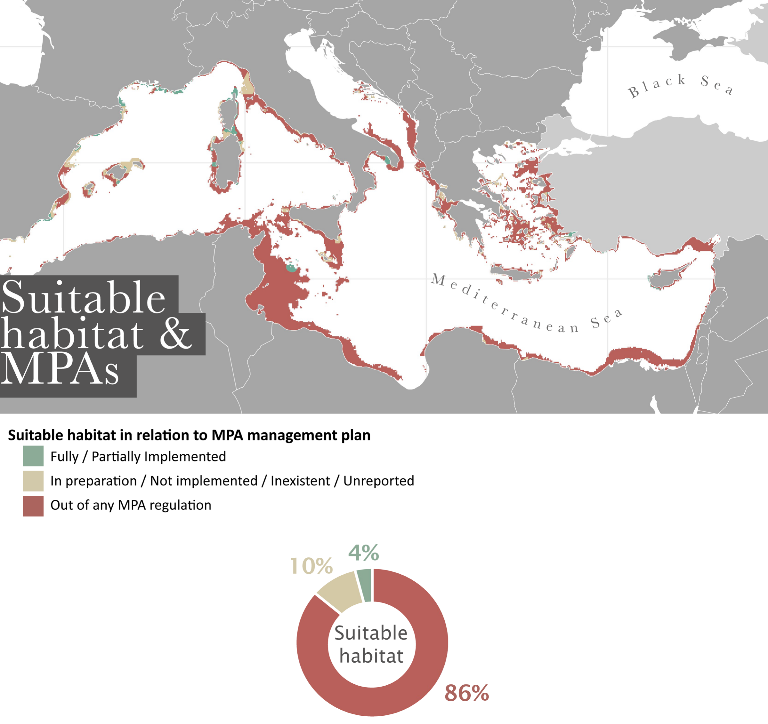 Black Sea
Mediterranean Sea
Suitable
habitat &
MPAs
Suitable habitat in relation to MPA management plan
Fully / Partially Implemented
In preparation / Not implemented / Inexistent / Unreported
Out of any MPA regulation
4%
10%
Suitable
habitat
86%